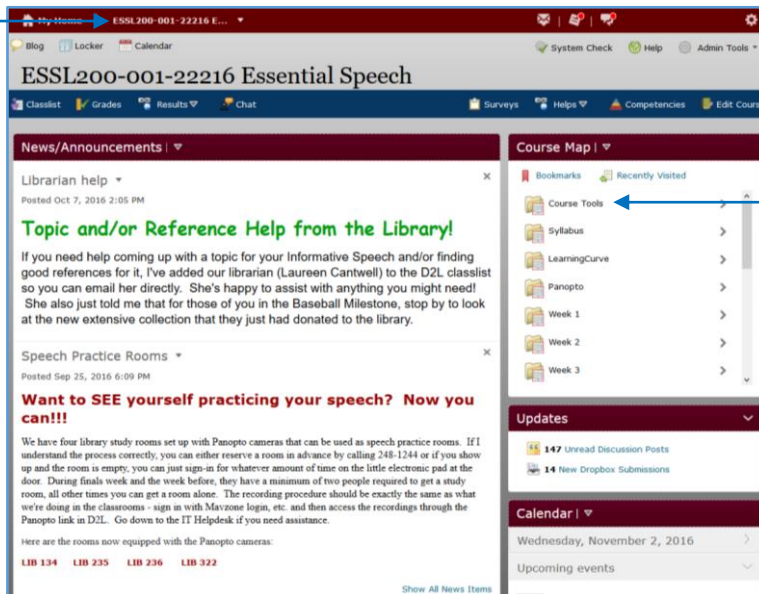 My Home ESSL200-001-22216 E...
Blog Locker Calendar System Check Help Admin Tools
ESSL200-001-22216 Essential Speech
Classlist Grades Results Chat Surveys Helps Competencies Edit Cours
News/Announcements
Librarian help
Posted Oct 7, 2016 2:05 PM
Topic and/or Reference Help from the Library!
If you need help coming up with a topic for your Informative Speech and/or finding
good references for it, I've added our librarian (Laureen Cantwell) to the D2L classlist
so you can email her directly. She's happy to assist with anything you might need!
She also just told me that for those of you in the Baseball Milestone, stop by to look
at the new extensive collection that they just had donated to the library.
Speech Practice Rooms
Posted Sep 25, 2016 6:09 PM
Want to SEE yourself practicing your speech? Now you
can!!!
We have four library study rooms set up with Panopto cameras that can be used as speech practice rooms. If I
understand the process correctly, you can either reserve a room in advance by calling 248-1244 or if you show
up and the room is empty, you can just sign-in for whatever amount of time on the little electronic pad at the
door. During finals week and the week before, they have a minimum of two people required to get a study
room, all other times you can get a room alone. The recording procedure should be exactly the same as what
we're doing in the classrooms - sign in with Mavzone login, etc. and then access the recordings through the
Panopto link in D2L. Go down to the IT Helpdesk if you need assistance.
Here are the rooms now equipped with the Panopto cameras:
LIB 134 LIB 235 LIB 236 LIB 322
Show All News Items
Course Map
Bookmarks Recently Visited
Course Tools
Syllabus
LearningCurve
Panopto
Week 1
Week 2
Week 3
Updates
147 Unread Discussion Posts
14 New Dropbox Submissions
Calendar
Wednesday, November 2, 2016
Upcoming events